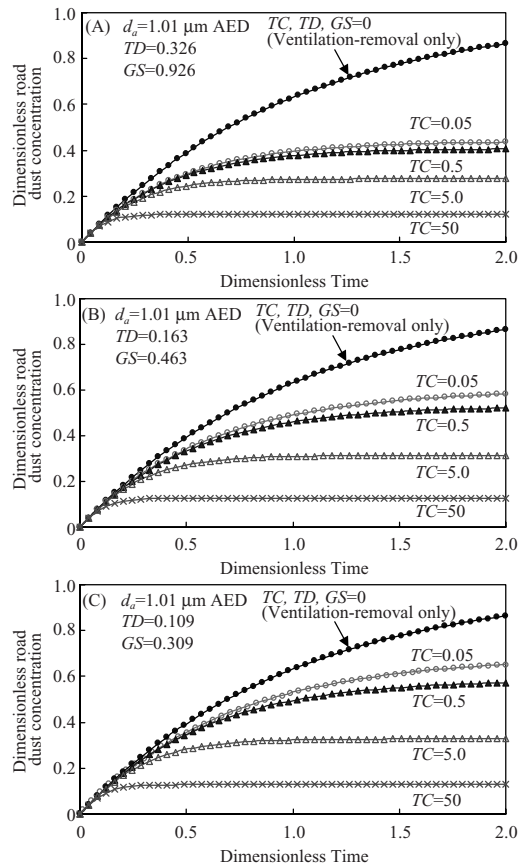 (A) dₐ=1.01 μm AED
TD=0.326
GS=0.926
TC, TD, GS=0
(Ventilation-removal only)
TC=0.05
TC=0.5
TC=5.0
TC=50
1.0
0.8
0.6
0.4
0.2
0
Dimensionless road
dust concentration
0 0.5 1.0 1.5 2.0
Dimensionless Time
(B) dₐ=1.01 μm AED
TD=0.163
GS=0.463
TC, TD, GS=0
(Ventilation-removal only)
TC=0.05
TC=0.5
TC=5.0
TC=50
1.0
0.8
0.6
0.4
0.2
0
Dimensionless road
dust concentration
0 0.5 1.0 1.5 2.0
Dimensionless Time
(C) dₐ=1.01 μm AED
TD=0.109
GS=0.309
TC, TD, GS=0
(Ventilation-removal only)
TC=0.05
TC=0.5
TC=5.0
TC=50
1.0
0.8
0.6
0.4
0.2
0
Dimensionless road
dust concentration
0 0.5 1.0 1.5 2.0
Dimensionless Time